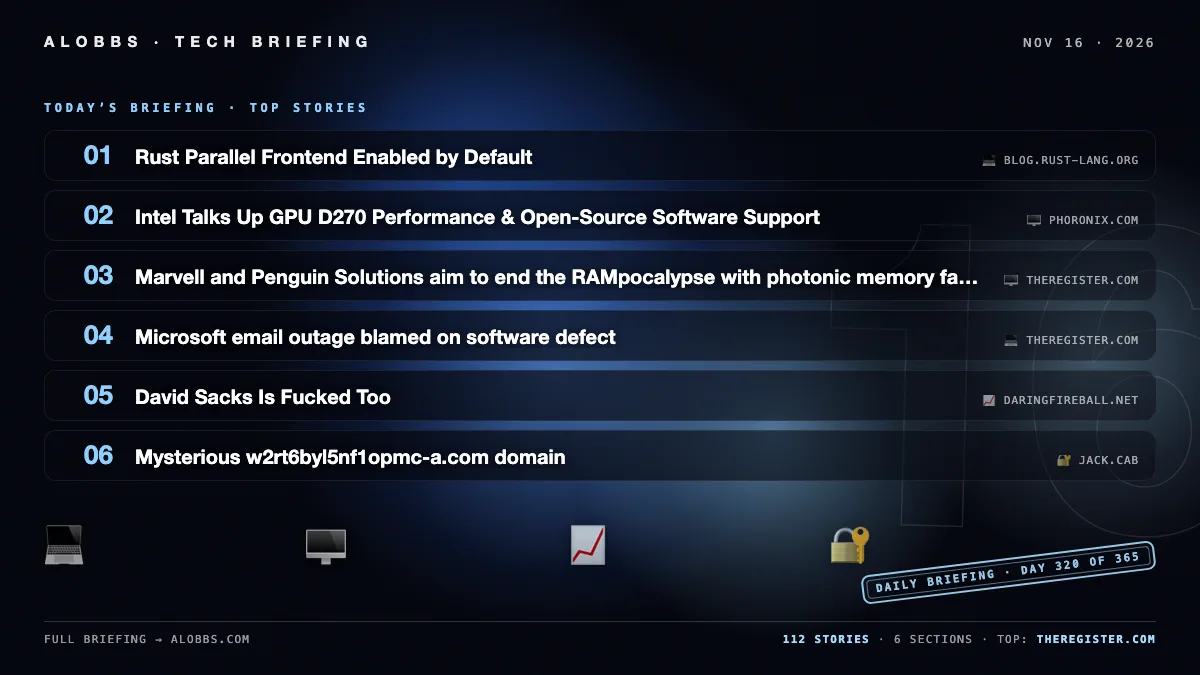 ALOBBS · TECH BRIEFING
NOV 16 · 2026
TODAY'S BRIEFING · TOP STORIES
01 Rust Parallel Frontend Enabled by Default BLOG.RUST-LANG.ORG
02 Intel Talks Up GPU D270 Performance & Open-Source Software Support PHORONIX.COM
03 Marvell and Penguin Solutions aim to end the RAMpocalypse with photonic memory fa... THEREGISTER.COM
04 Microsoft email outage blamed on software defect THEREGISTER.COM
05 David Sacks Is Fucked Too DARINGFIREBALL.NET
06 Mysterious w2rt6byl5nf1opmc-a.com domain JACK.CAB
16
DAILY BRIEFING · DAY 320 OF 365
FULL BRIEFING → ALOBBS.COM
112 STORIES · 6 SECTIONS · TOP: THEREGISTER.COM